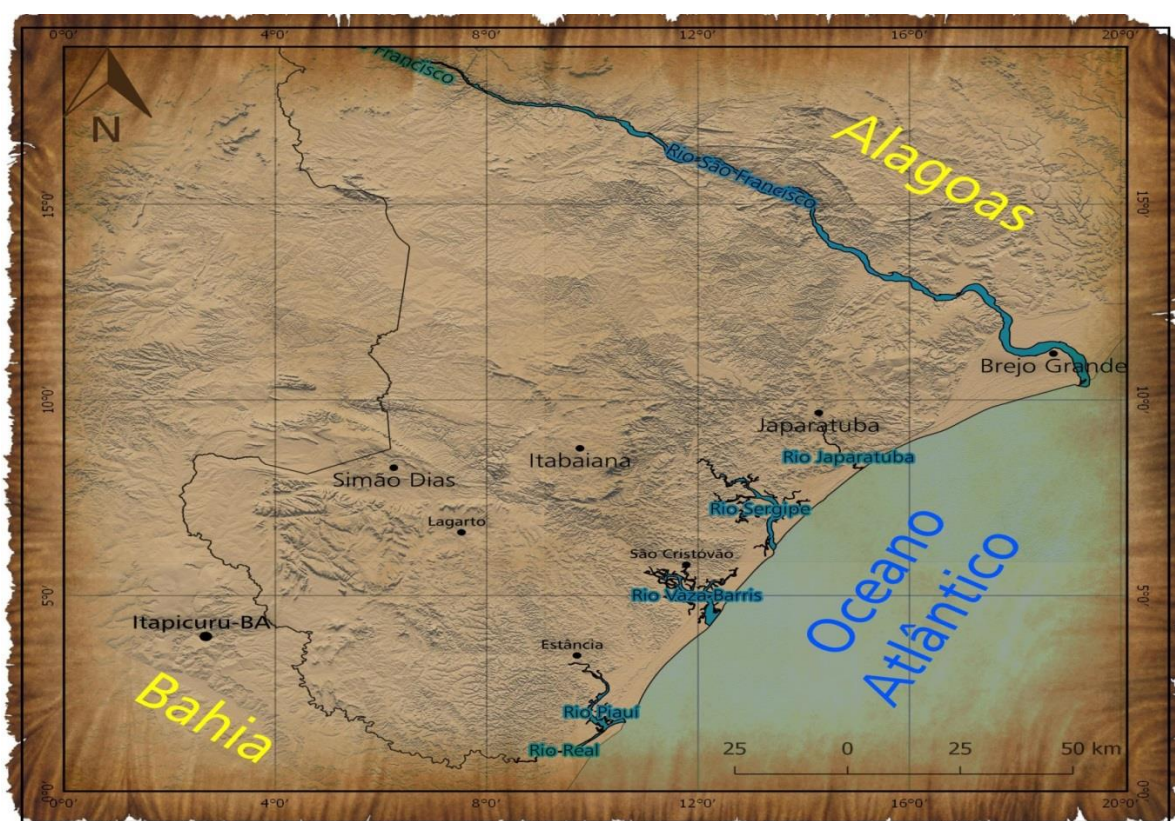 0°0′ 4°0′ 8°0′ 12°0′ 16°0′ 20°0′
N
Francisco
Alagoas
Rio São Francisco
15°0′ 15°0′
Brejo Grande
10°0′ 10°0′
Japaratuba
Rio Japaratuba
Itabaiana
Simão Dias
Rio Sergipe
Lagarto
São Cristóvão
Rio Vaza-Barris
5°0′ 5°0′
Itapicuru-BA
Oceano
Atlântico
Estância
Bahia
Rio Piauí
Rio Real
25 0 25 50 km
0°0′ 0°0′
0°0′ 4°0′ 8°0′ 12°0′ 16°0′ 20°0′